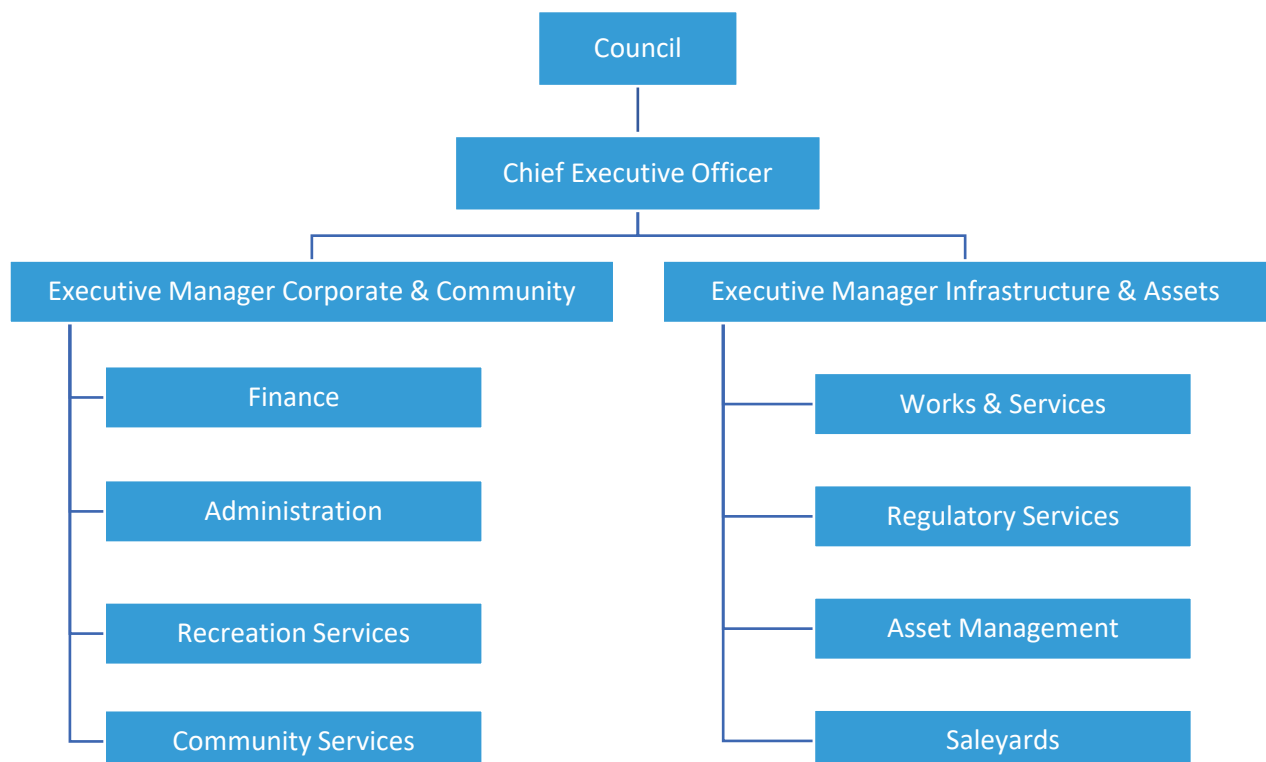 Council
Chief Executive Officer
Executive Manager Corporate & Community
Executive Manager Infrastructure & Assets
Finance
Administration
Recreation Services
Community Services
Works & Services
Regulatory Services
Asset Management
Saleyards